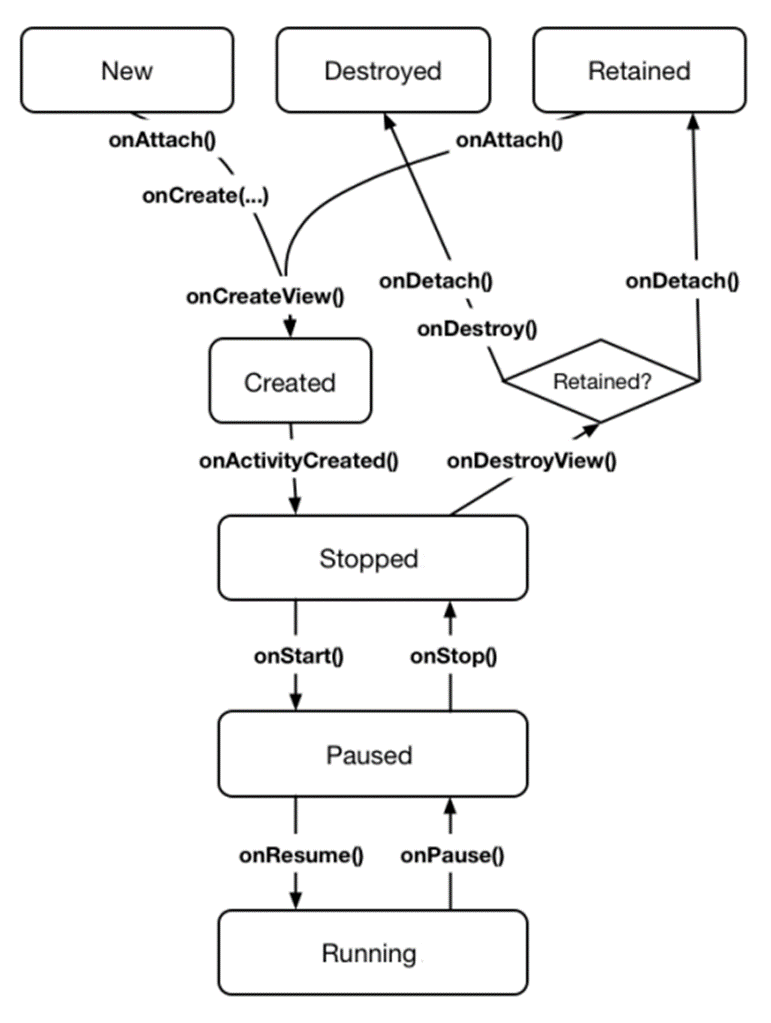 New
Destroyed
Retained
onAttach()
onAttach()
onCreate(...)
onDetach()
onDetach()
onCreateView()
onDestroy()
Created
Retained?
onActivityCreated()
onDestroyView()
Stopped
onStart()
onStop()
Paused
onResume()
onPause()
Running